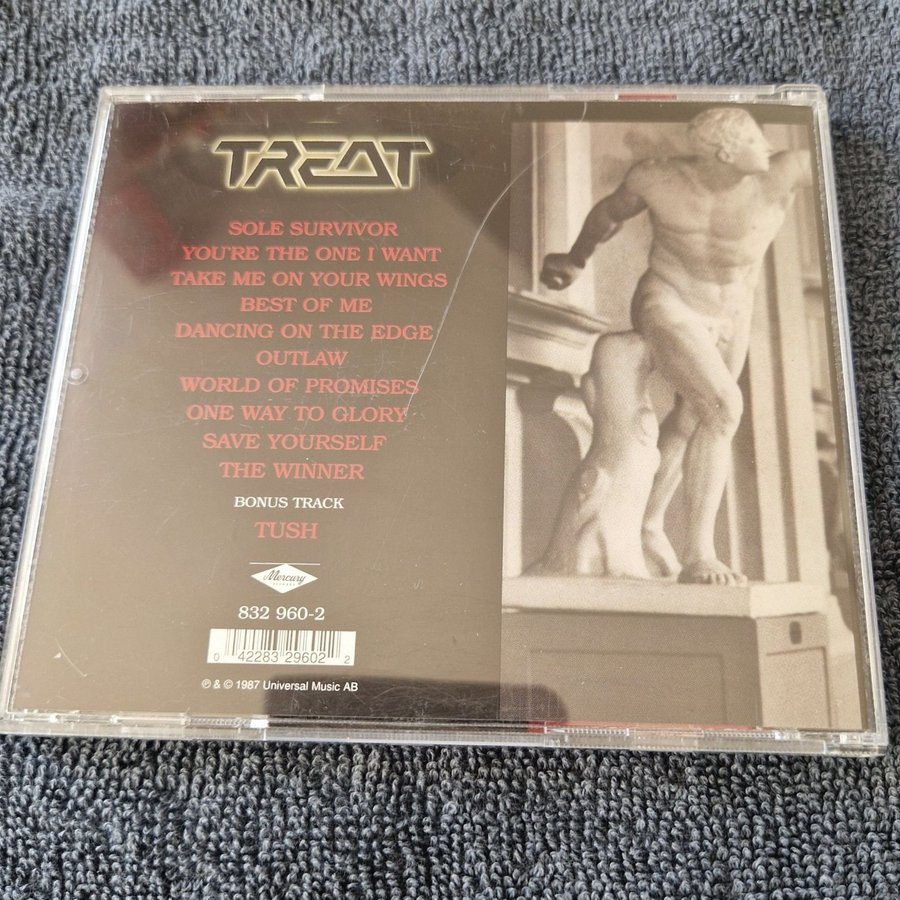 TREAT
SOLE SURVIVOR
YOU'RE THE ONE I WANT
TAKE ME ON YOUR WINGS
BEST OF ME
DANCING ON THE EDGE
OUTLAW
WORLD OF PROMISES
ONE WAY TO GLORY
SAVE YOURSELF
THE WINNER
BONUS TRACK
TUSH
Mercury
RECORDS
832 960-2
0 42283 29602 2
℗ & © 1987 Universal Music AB